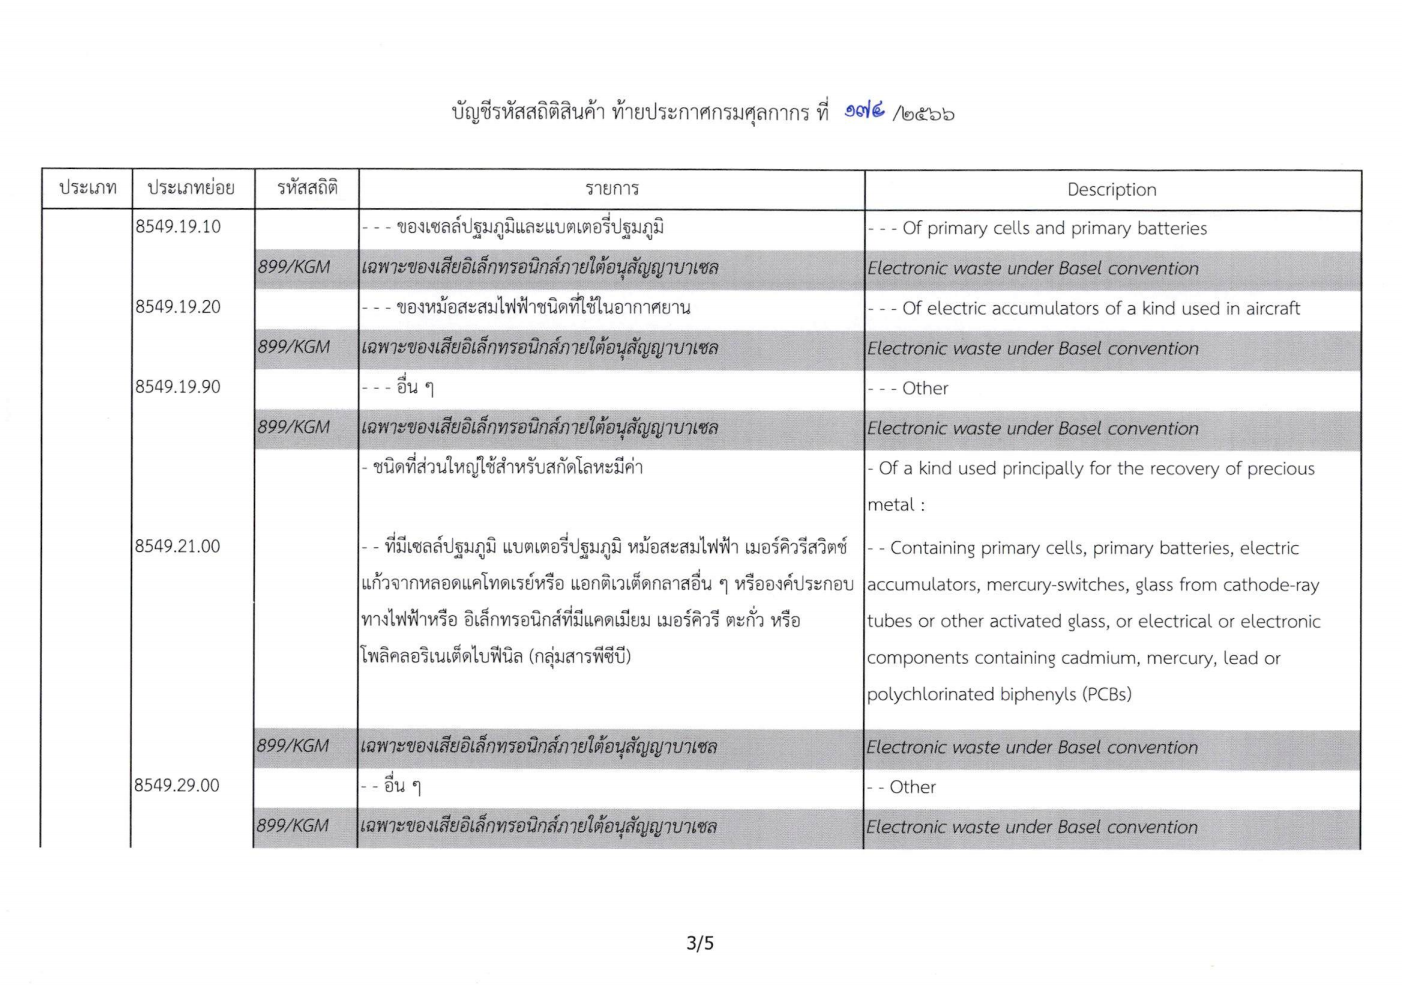 บัญชีรหัสสถิติสินค้า ท้ายประกาศกรมศุลกากร ที่ ๑๗๔ /๒๕๖๖
ประเภท ประเภทย่อย รหัสสถิติ รายการ Description
8549.19.10 - - - ของเซลล์ปฐมภูมิและแบตเตอรี่ปฐมภูมิ - - - Of primary cells and primary batteries
899/KGM เฉพาะของเสียอิเล็กทรอนิกส์ภายใต้อนุสัญญาบาเซล Electronic waste under Basel convention
8549.19.20 - - - ของหม้อสะสมไฟฟ้าชนิดที่ใช้ในอากาศยาน - - - Of electric accumulators of a kind used in aircraft
899/KGM เฉพาะของเสียอิเล็กทรอนิกส์ภายใต้อนุสัญญาบาเซล Electronic waste under Basel convention
8549.19.90 - - - อื่น ๆ - - - Other
899/KGM เฉพาะของเสียอิเล็กทรอนิกส์ภายใต้อนุสัญญาบาเซล Electronic waste under Basel convention
- ชนิดที่ส่วนใหญ่ใช้สำหรับสกัดโลหะมีค่า - Of a kind used principally for the recovery of precious
metal :
8549.21.00 - - ที่มีเซลล์ปฐมภูมิ แบตเตอรี่ปฐมภูมิ หม้อสะสมไฟฟ้า เมอร์คิวรีสวิตช์ - - Containing primary cells, primary batteries, electric
แก้วจากหลอดแคโทดเรย์หรือ แอกติเวเต็ดกลาสอื่น ๆ หรือองค์ประกอบ accumulators, mercury-switches, glass from cathode-ray
ทางไฟฟ้าหรือ อิเล็กทรอนิกส์ที่มีแคดเมียม เมอร์คิวรี ตะกั่ว หรือ tubes or other activated glass, or electrical or electronic
โพลิคลอริเนเต็ดไบฟีนิล (กลุ่มสารพีซีบี) components containing cadmium, mercury, lead or
polychlorinated biphenyls (PCBs)
899/KGM เฉพาะของเสียอิเล็กทรอนิกส์ภายใต้อนุสัญญาบาเซล Electronic waste under Basel convention
8549.29.00 - - อื่น ๆ - - Other
899/KGM เฉพาะของเสียอิเล็กทรอนิกส์ภายใต้อนุสัญญาบาเซล Electronic waste under Basel convention
3/5